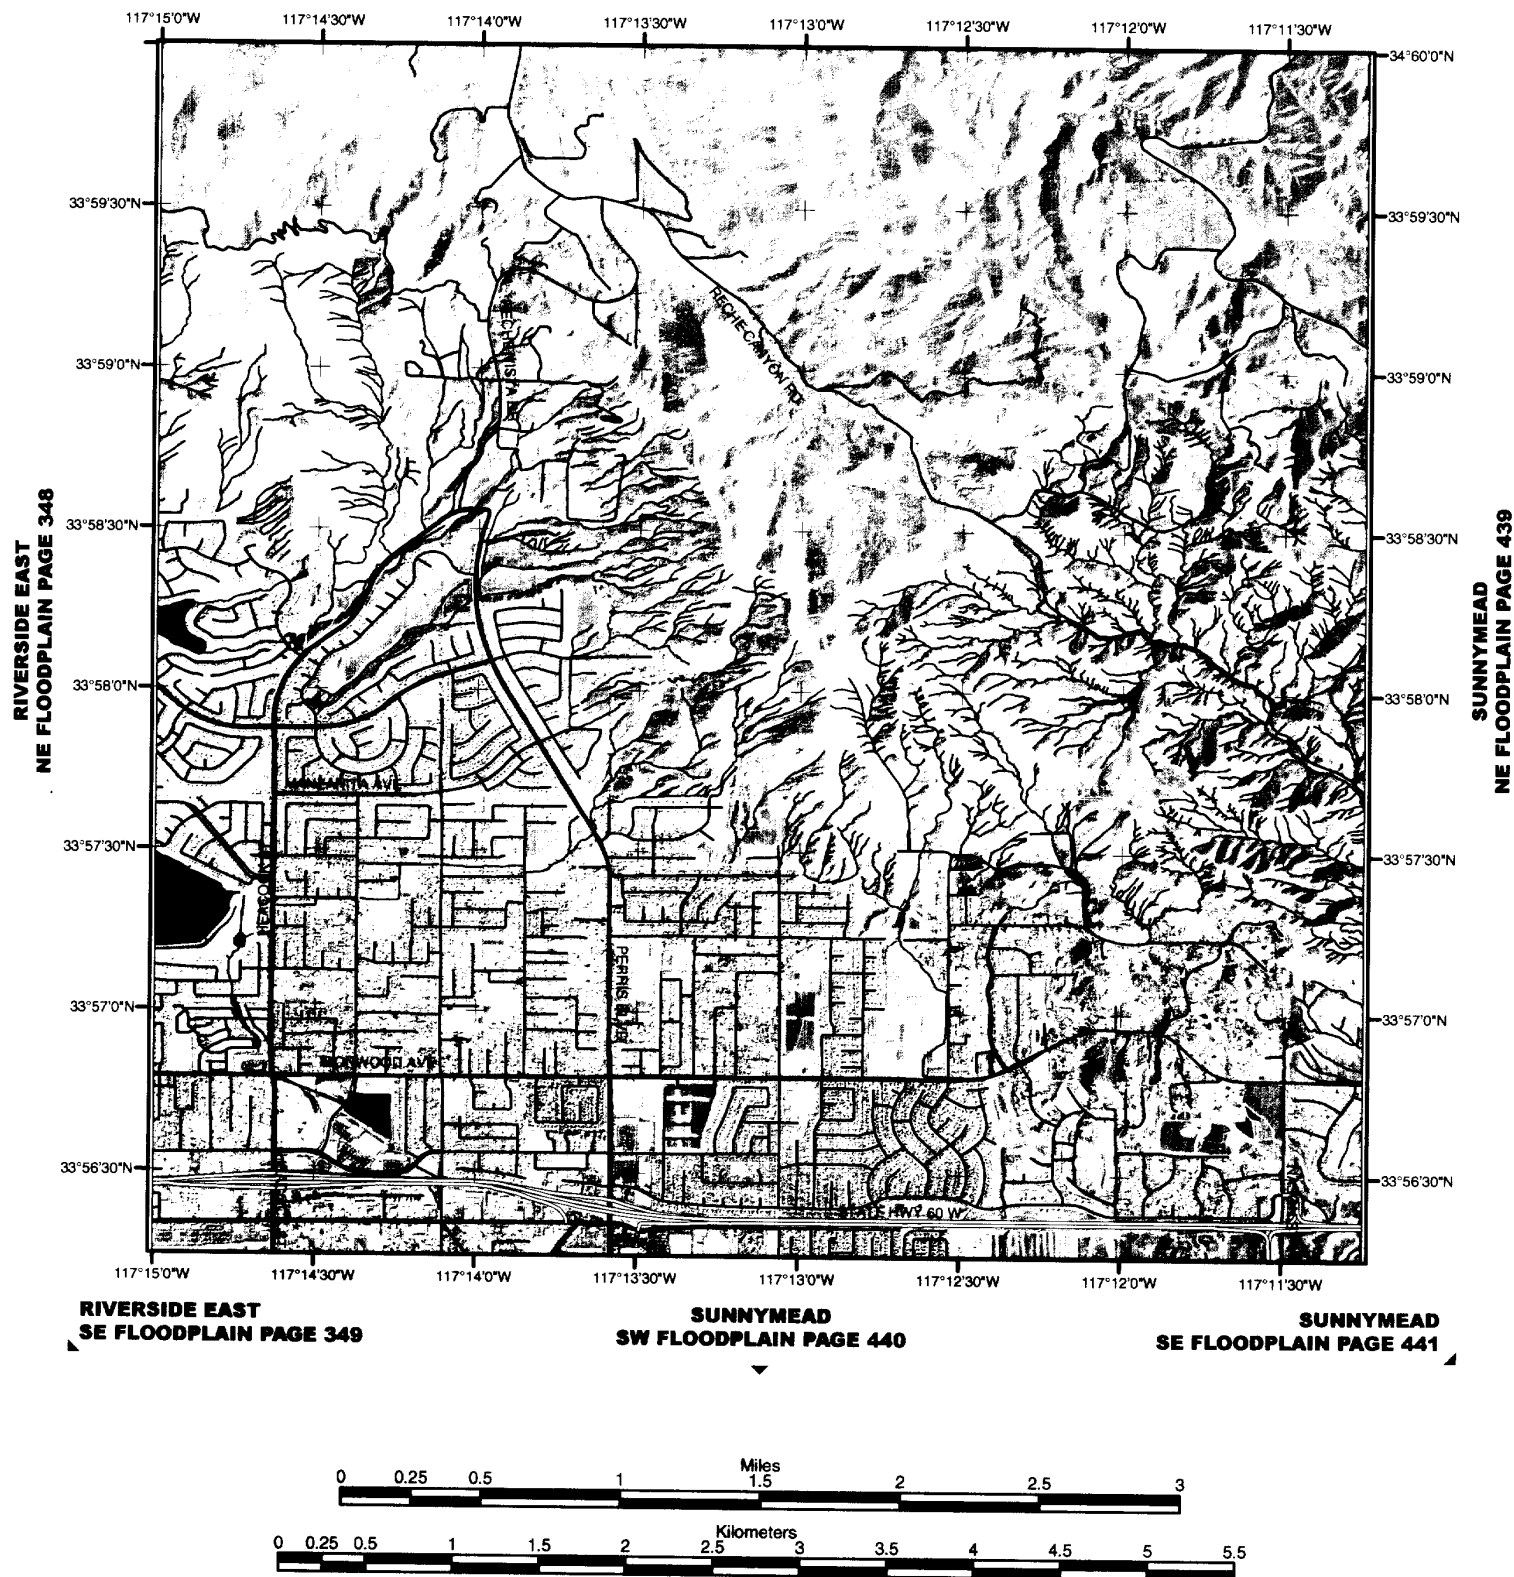 117°15'0"W 117°14'30"W 117°14'0"W 117°13'30"W 117°13'0"W 117°12'30"W 117°12'0"W 117°11'30"W
34°60'0"N
33°59'30"N
33°59'30"N
RECHE CANYON RD
33°59'0"N
33°59'0"N
33°58'30"N
33°58'30"N
RIVERSIDE EAST
NE FLOODPLAIN PAGE 348
SUNNYMEAD
NE FLOODPLAIN PAGE 439
33°58'0"N
33°58'0"N
33°57'30"N
33°57'30"N
PERRIS BLVD
33°57'0"N
33°57'0"N
IRONWOOD AVE
33°56'30"N
33°56'30"N
STATE HWY 60 W
117°15'0"W 117°14'30"W 117°14'0"W 117°13'30"W 117°13'0"W 117°12'30"W 117°12'0"W 117°11'30"W
RIVERSIDE EAST
SE FLOODPLAIN PAGE 349
SUNNYMEAD
SW FLOODPLAIN PAGE 440
SUNNYMEAD
SE FLOODPLAIN PAGE 441
Miles
0 0.25 0.5 1 1.5 2 2.5 3
Kilometers
0 0.25 0.5 1 1.5 2 2.5 3 3.5 4 4.5 5 5.5